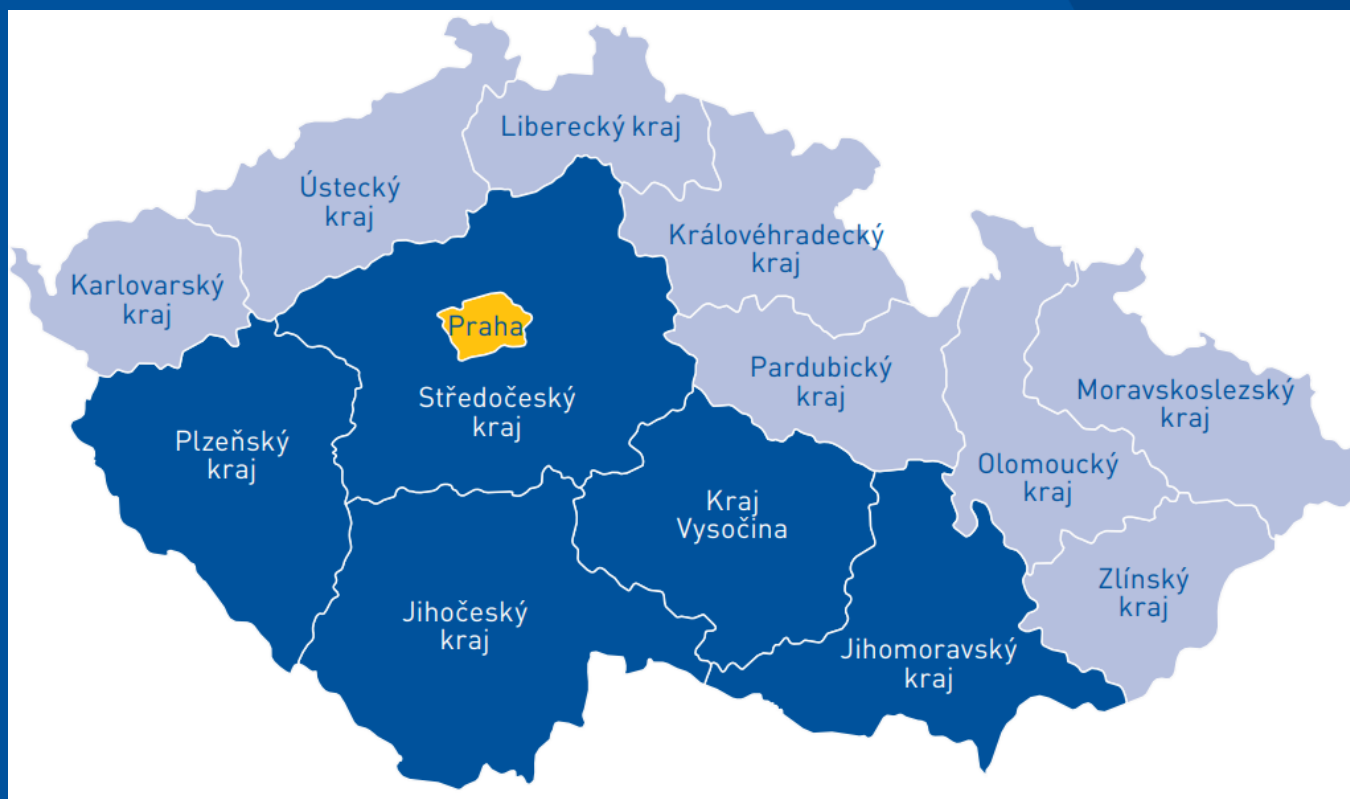 Liberecký kraj
Ústecký
kraj
Královéhradecký
kraj
Karlovarský
kraj
Praha
Pardubický
kraj
Moravskoslezský
kraj
Středočeský
kraj
Plzeňský
kraj
Olomoucký
kraj
Kraj
Vysočina
Zlínský
kraj
Jihočeský
kraj
Jihomoravský
kraj